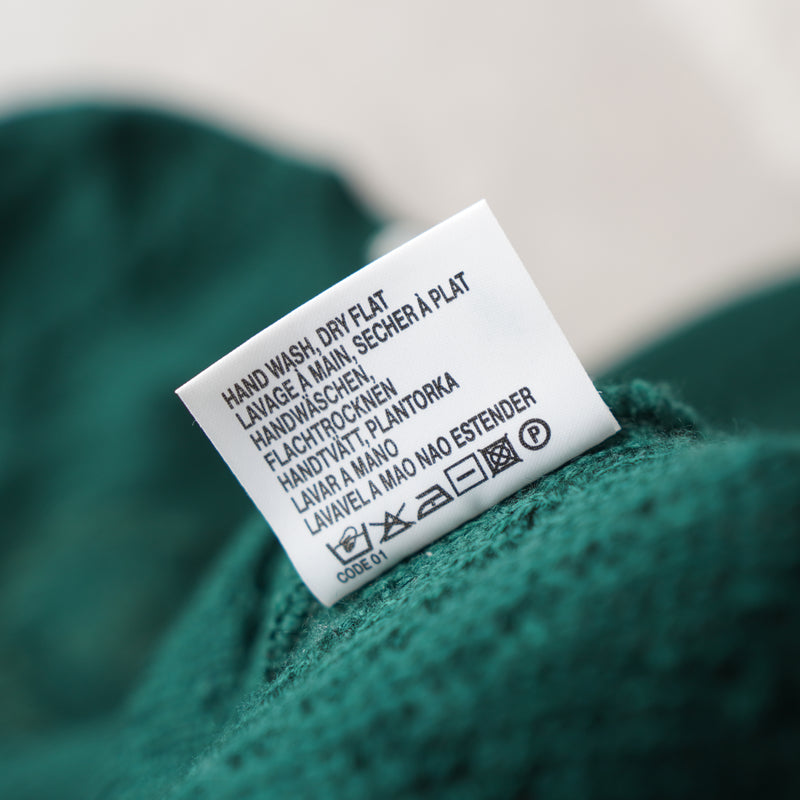 HAND WASH, DRY FLAT
LAVAGE À MAIN, SECHER À PLAT
HANDWÄSCHEN,
FLACHTROCKNEN
HANDTVÄTT, PLANTORKA
LAVAR A MANO
LAVAVEL A MAO NAO ESTENDER
P
CODE 01